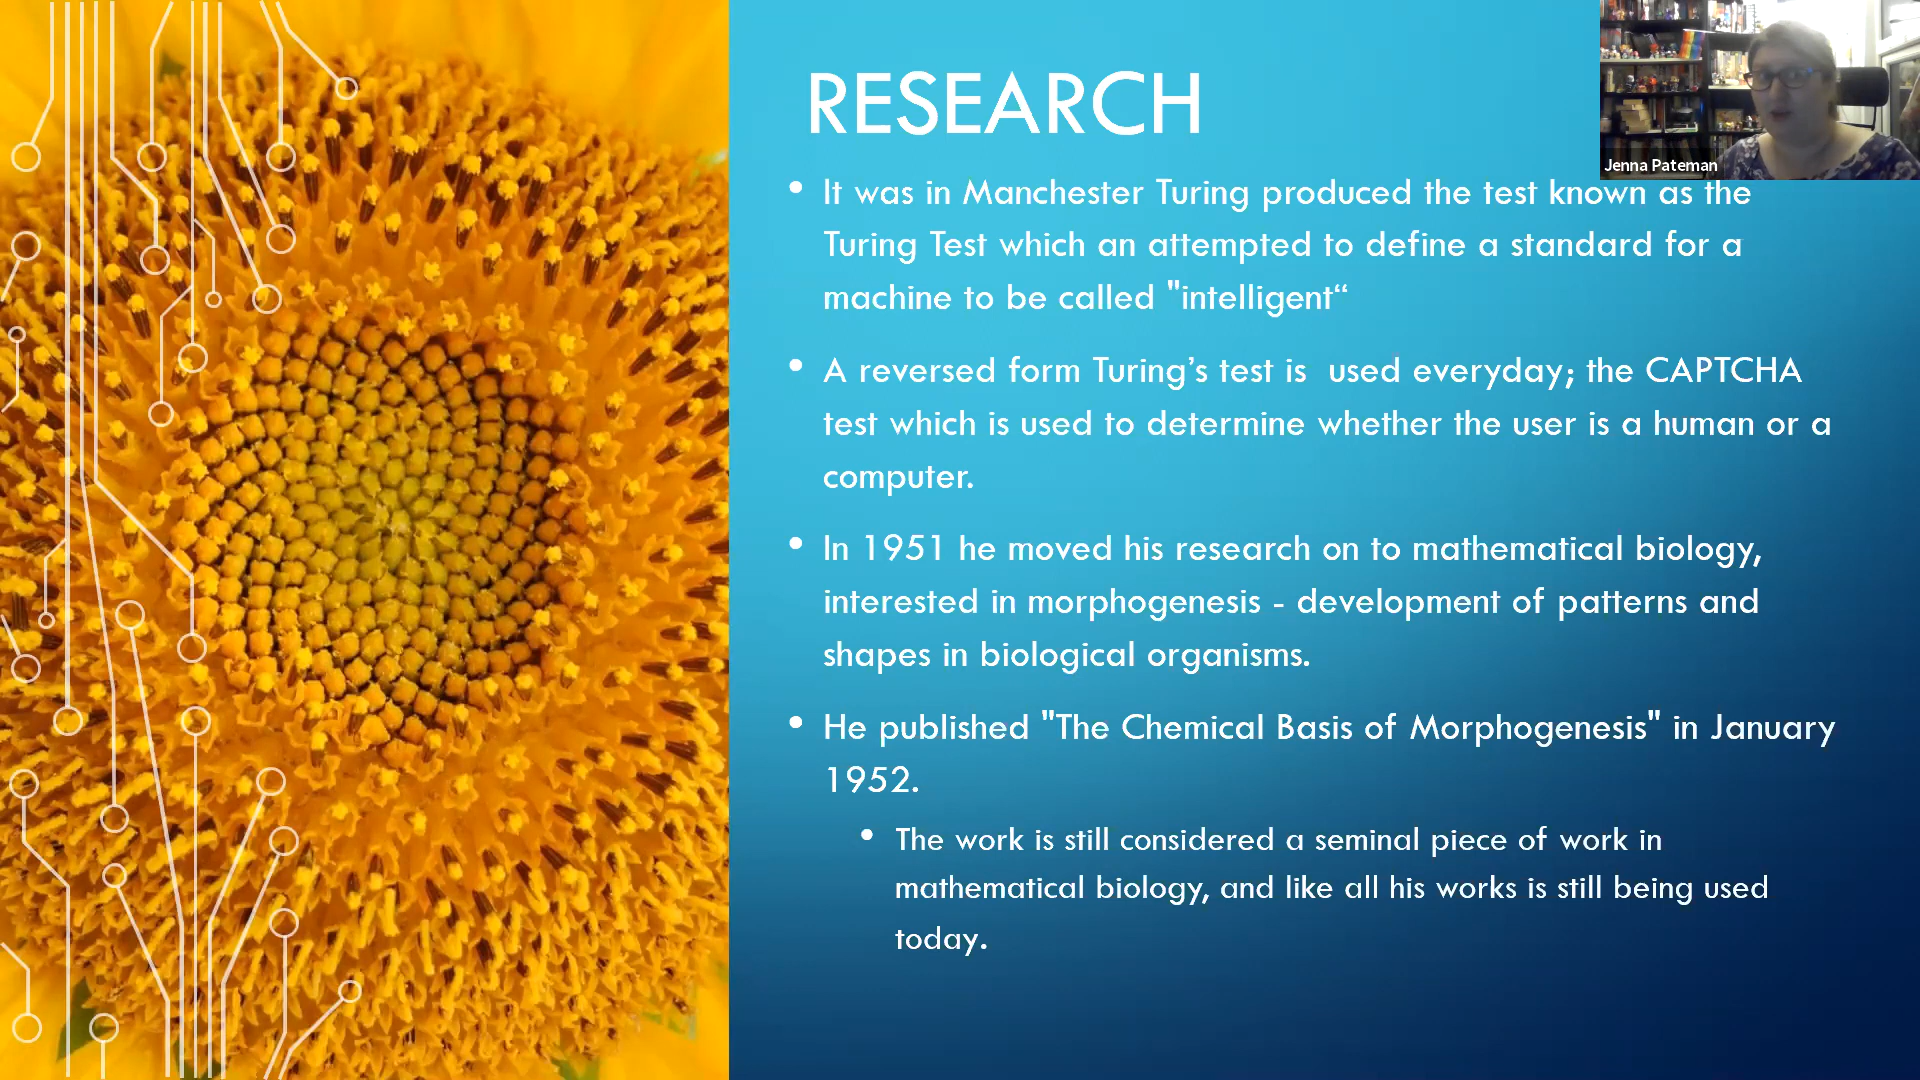 RESEARCH
Jenna Pateman
• It was in Manchester Turing produced the test known as the
Turing Test which an attempted to define a standard for a
machine to be called "intelligent“
• A reversed form Turing’s test is  used everyday; the CAPTCHA
test which is used to determine whether the user is a human or a
computer.
• In 1951 he moved his research on to mathematical biology,
interested in morphogenesis - development of patterns and
shapes in biological organisms.
• He published "The Chemical Basis of Morphogenesis" in January
1952.
• The work is still considered a seminal piece of work in
mathematical biology, and like all his works is still being used
today.